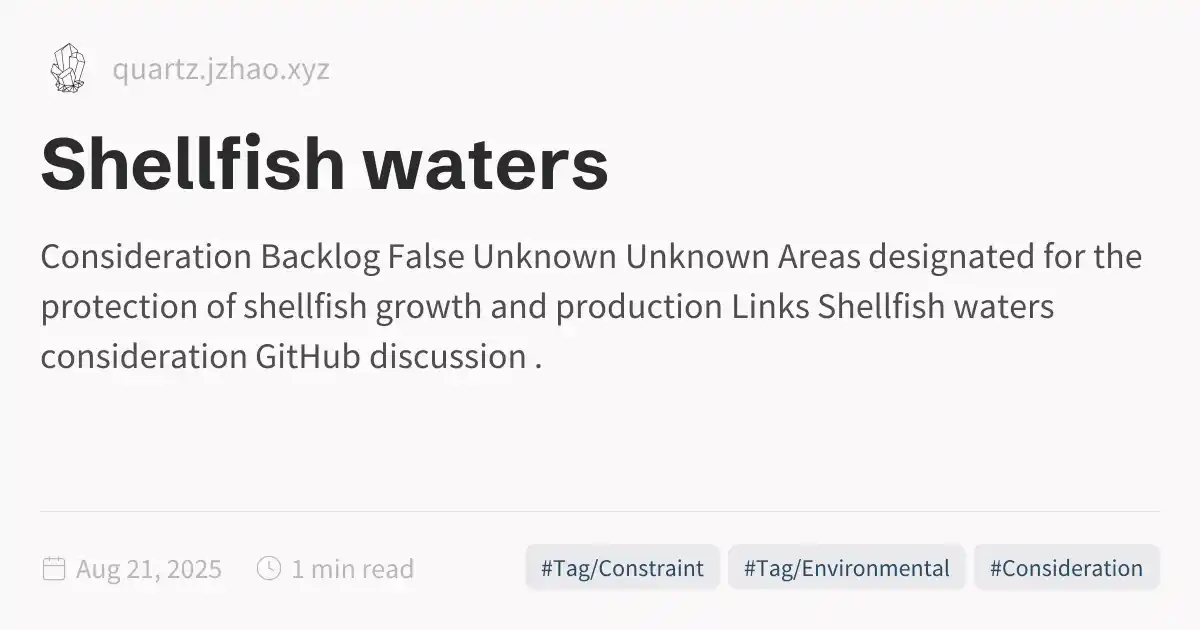 quartz.jzhao.xyz
Shellfish waters
Consideration Backlog False Unknown Unknown Areas designated for the
protection of shellfish growth and production Links Shellfish waters
consideration GitHub discussion .
Aug 21, 2025 1 min read #Tag/Constraint #Tag/Environmental #Consideration